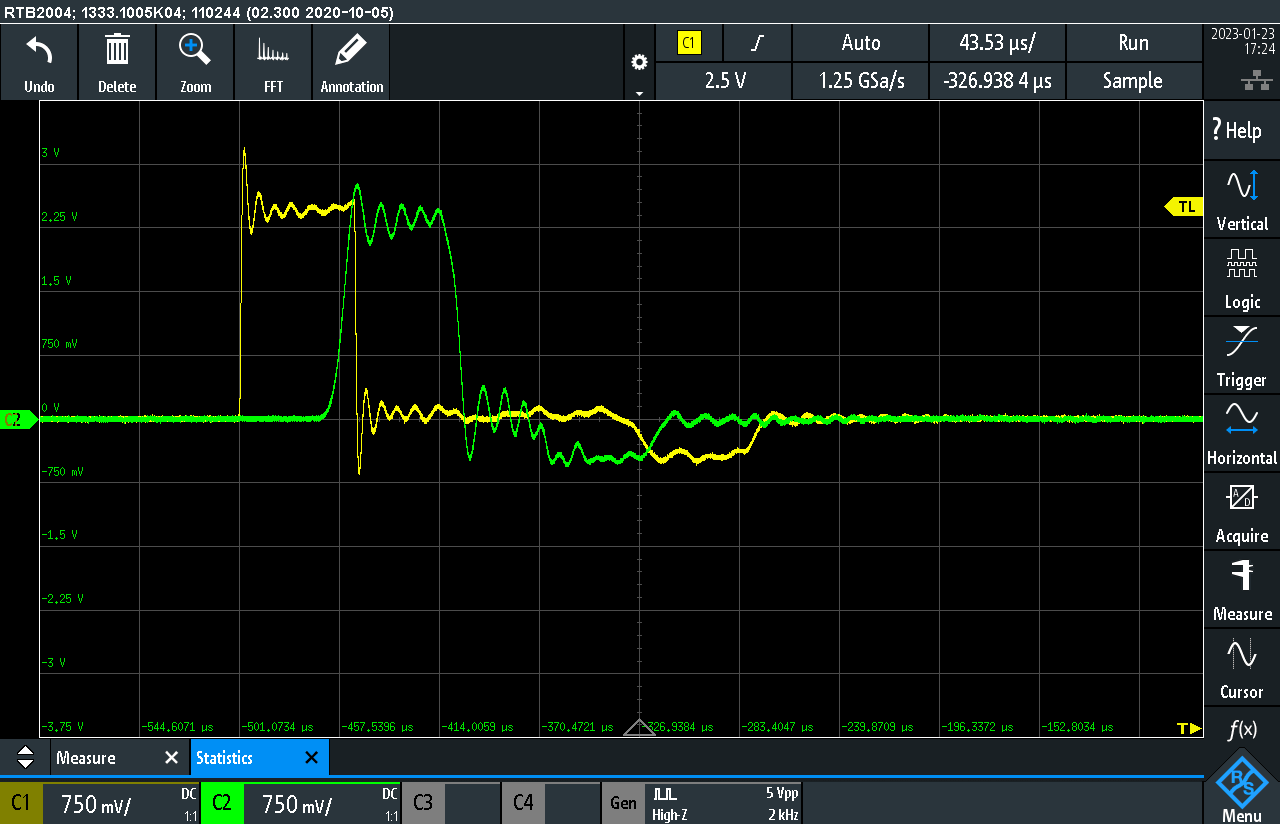 RTB2004; 1333.1005K04; 110244 (02.300 2020-10-05)
Undo
Delete
Zoom
FFT
Annotation
C1
Auto
43.53 µs/
Run
2.5 V
1.25 GSa/s
-326.938 4 µs
Sample
2023-01-23
17:24
? Help
Vertical
Logic
Trigger
Horizontal
A/D
Acquire
Measure
Cursor
f(x)
Menu
TL
3 V
2.25 V
1.5 V
750 mV
0 V
C2
-750 mV
-1.5 V
-2.25 V
-3 V
-3.75 V
-544.6071 µs
-501.0734 µs
-457.5396 µs
-414.0059 µs
-370.4721 µs
-326.9384 µs
-283.4047 µs
-239.8709 µs
-196.3372 µs
-152.8034 µs
T
Measure
Statistics
C1
750 mV/
DC
1:1
C2
750 mV/
DC
1:1
C3
C4
Gen
High-Z
5 Vpp
2 kHz
R&S